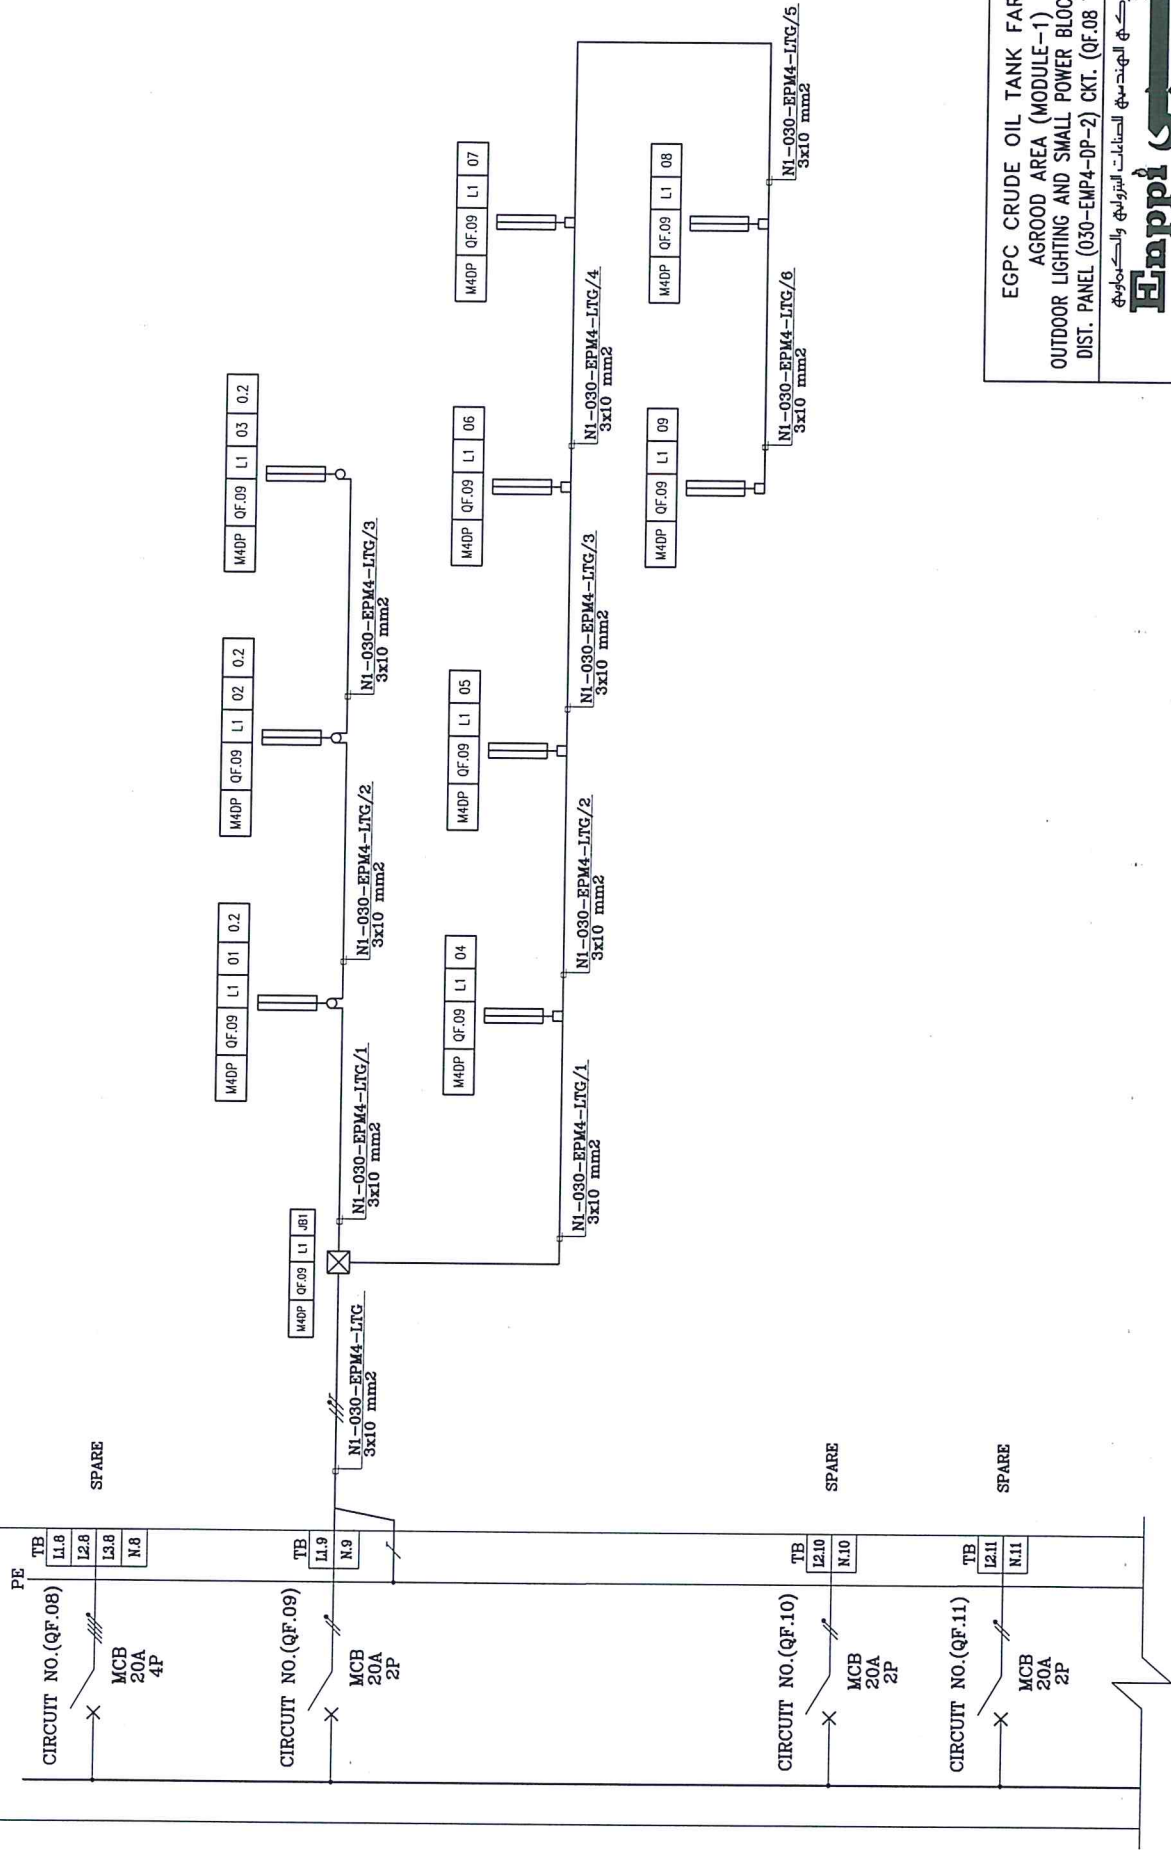 PE
CIRCUIT NO.(QF.08)
MCB
20A
4P
TB
L1.8
L2.8
L3.8
N.8
SPARE
CIRCUIT NO.(QF.09)
MCB
20A
2P
TB
L1.9
N.9
N1-030-EPM4-LTG
3x10 mm2
M4DP QF.09 L1 JB1
N1-030-EPM4-LTG/1
3x10 mm2
M4DP QF.09 L1 01 0.2
N1-030-EPM4-LTG/2
3x10 mm2
M4DP QF.09 L1 02 0.2
N1-030-EPM4-LTG/3
3x10 mm2
M4DP QF.09 L1 03 0.2
N1-030-EPM4-LTG/1
3x10 mm2
M4DP QF.09 L1 04
N1-030-EPM4-LTG/2
3x10 mm2
M4DP QF.09 L1 05
N1-030-EPM4-LTG/3
3x10 mm2
M4DP QF.09 L1 06
N1-030-EPM4-LTG/4
3x10 mm2
M4DP QF.09 L1 07
N1-030-EPM4-LTG/5
3x10 mm2
M4DP QF.09 L1 08
N1-030-EPM4-LTG/6
3x10 mm2
M4DP QF.09 L1 09
CIRCUIT NO.(QF.10)
MCB
20A
2P
TB
L2.10
N.10
SPARE
CIRCUIT NO.(QF.11)
MCB
20A
2P
TB
L2.11
N.11
SPARE
EGPC CRUDE OIL TANK FAR
AGROOD AREA (MODULE-1)
OUTDOOR LIGHTING AND SMALL POWER BLOC
DIST. PANEL (030-EMP4-DP-2) CKT. (QF.08
الهندسية للصناعات البترولية والكيماوية
Enppi